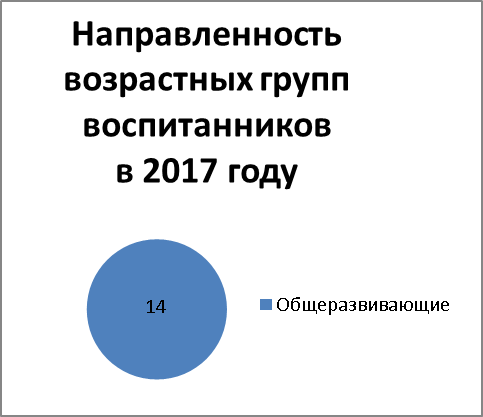 Направленность
возрастных групп
воспитанников
в 2017 году
14
Общеразвивающие